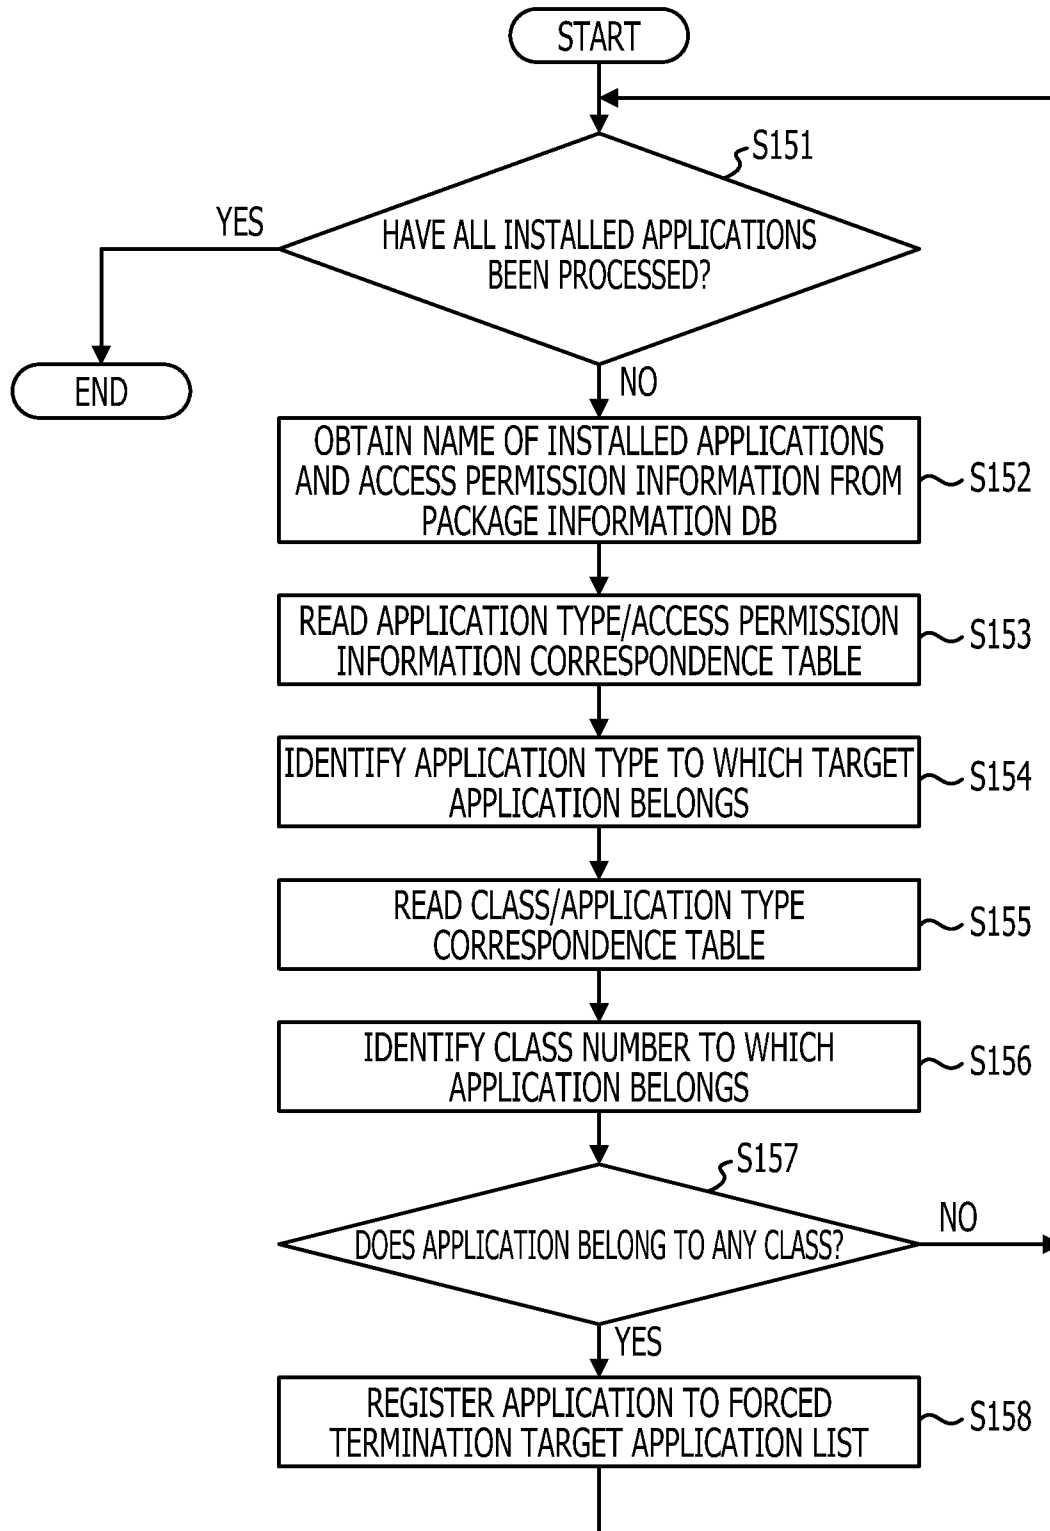 START
S151
YES
HAVE ALL INSTALLED APPLICATIONS
BEEN PROCESSED?
END
NO
OBTAIN NAME OF INSTALLED APPLICATIONS
AND ACCESS PERMISSION INFORMATION FROM
PACKAGE INFORMATION DB
S152
READ APPLICATION TYPE/ACCESS PERMISSION
INFORMATION CORRESPONDENCE TABLE
S153
IDENTIFY APPLICATION TYPE TO WHICH TARGET
APPLICATION BELONGS
S154
READ CLASS/APPLICATION TYPE
CORRESPONDENCE TABLE
S155
IDENTIFY CLASS NUMBER TO WHICH
APPLICATION BELONGS
S156
S157
DOES APPLICATION BELONG TO ANY CLASS?
NO
YES
REGISTER APPLICATION TO FORCED
TERMINATION TARGET APPLICATION LIST
S158